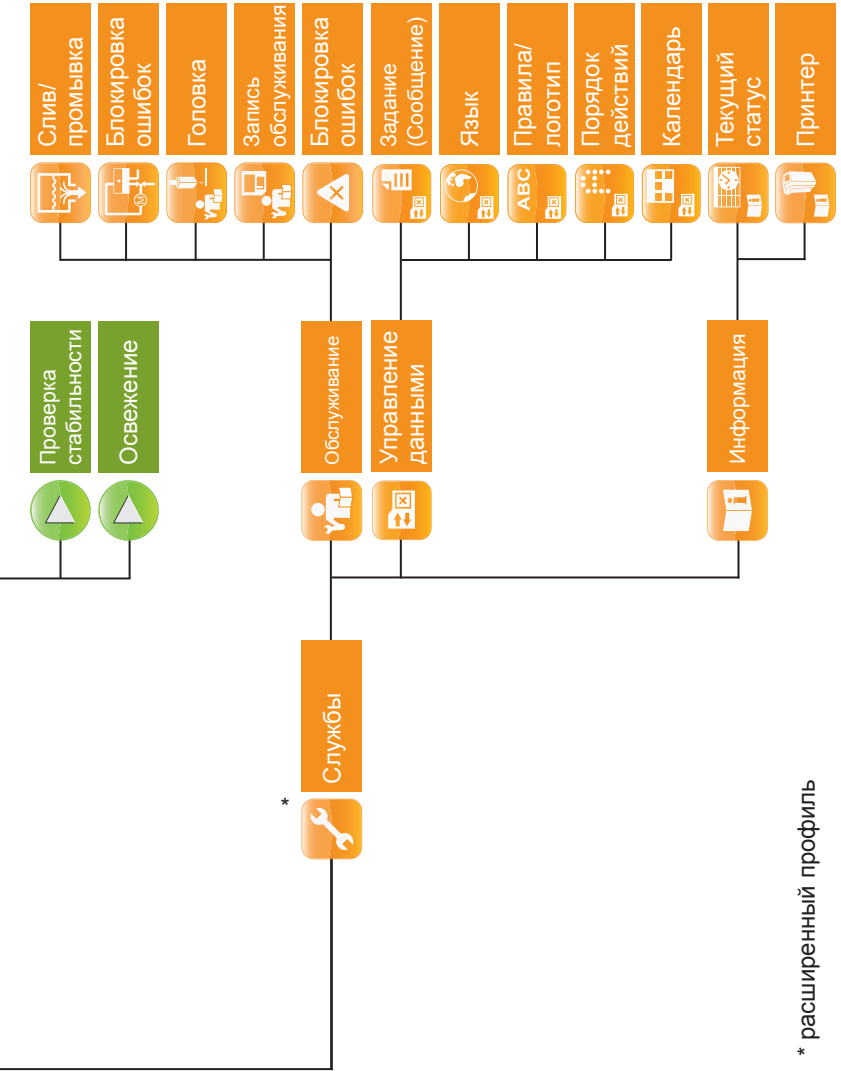 Слив/
промывка
Блокировка
ошибок
Головка
Запись
обслуживания
Блокировка
ошибок
Задание
(Сообщение)
Язык
ABC
Правила/
логотип
Порядок
действий
Календарь
Текущий
статус
Принтер
Проверка
стабильности
Освежение
Обслуживание
Управление
данными
Информация
*
Службы
* расширенный профиль